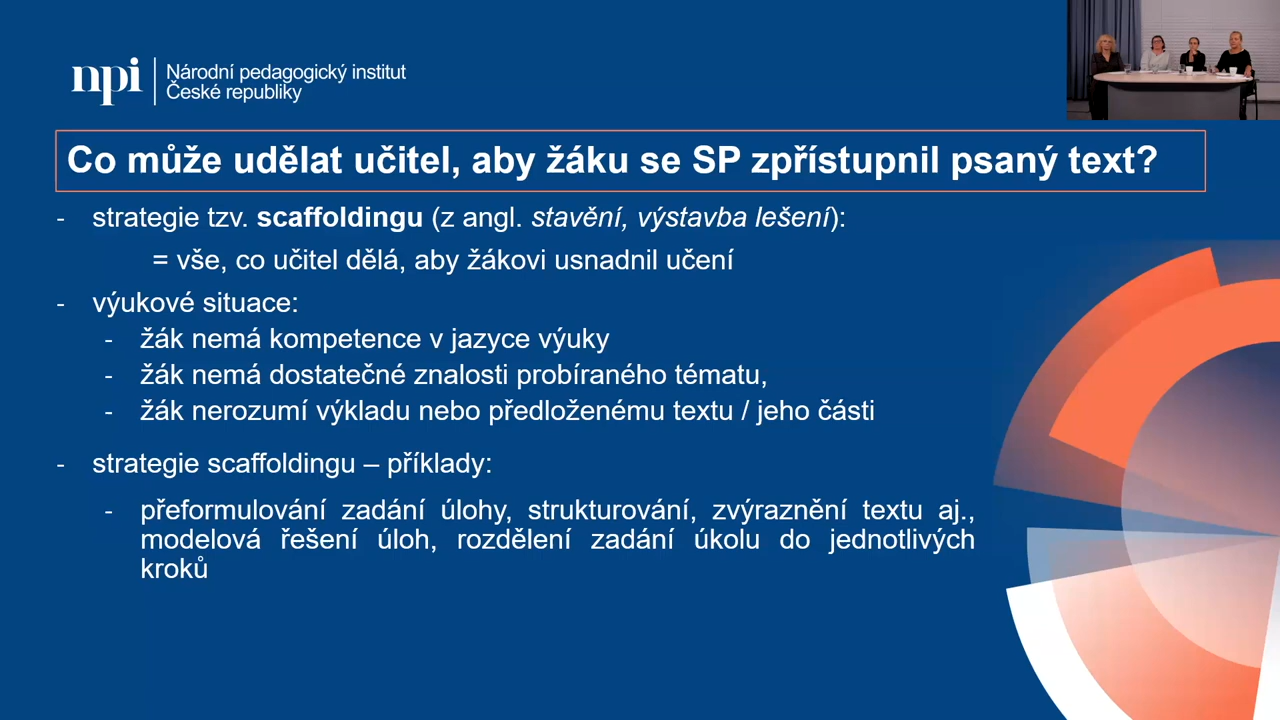 npi
Národní pedagogický institut
České republiky
Co může udělat učitel, aby žáku se SP zpřístupnil psaný text?
- strategie tzv. scaffoldingu (z angl. stavění, výstavba lešení):
= vše, co učitel dělá, aby žákovi usnadnil učení
- výukové situace:
- žák nemá kompetence v jazyce výuky
- žák nemá dostatečné znalosti probíraného tématu,
- žák nerozumí výkladu nebo předloženému textu / jeho části
- strategie scaffoldingu – příklady:
- přeformulování zadání úlohy, strukturování, zvýraznění textu aj.,
modelová řešení úloh, rozdělení zadání úkolu do jednotlivých
kroků